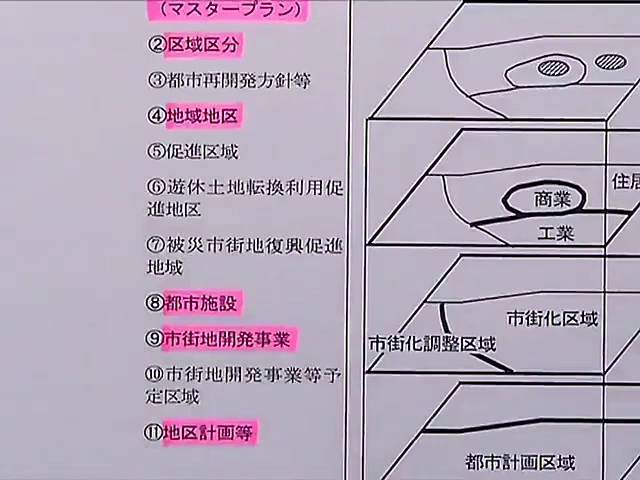 （マスタープラン）
②区域区分
③都市再開発方針等
④地域地区
⑤促進区域
⑥遊休土地転換利用促
進地区
⑦被災市街地復興促進
地域
⑧都市施設
⑨市街地開発事業
⑩市街地開発事業等予
定区域
⑪地区計画等
住居
商業
工業
市街化区域
市街化調整区域
都市計画区域